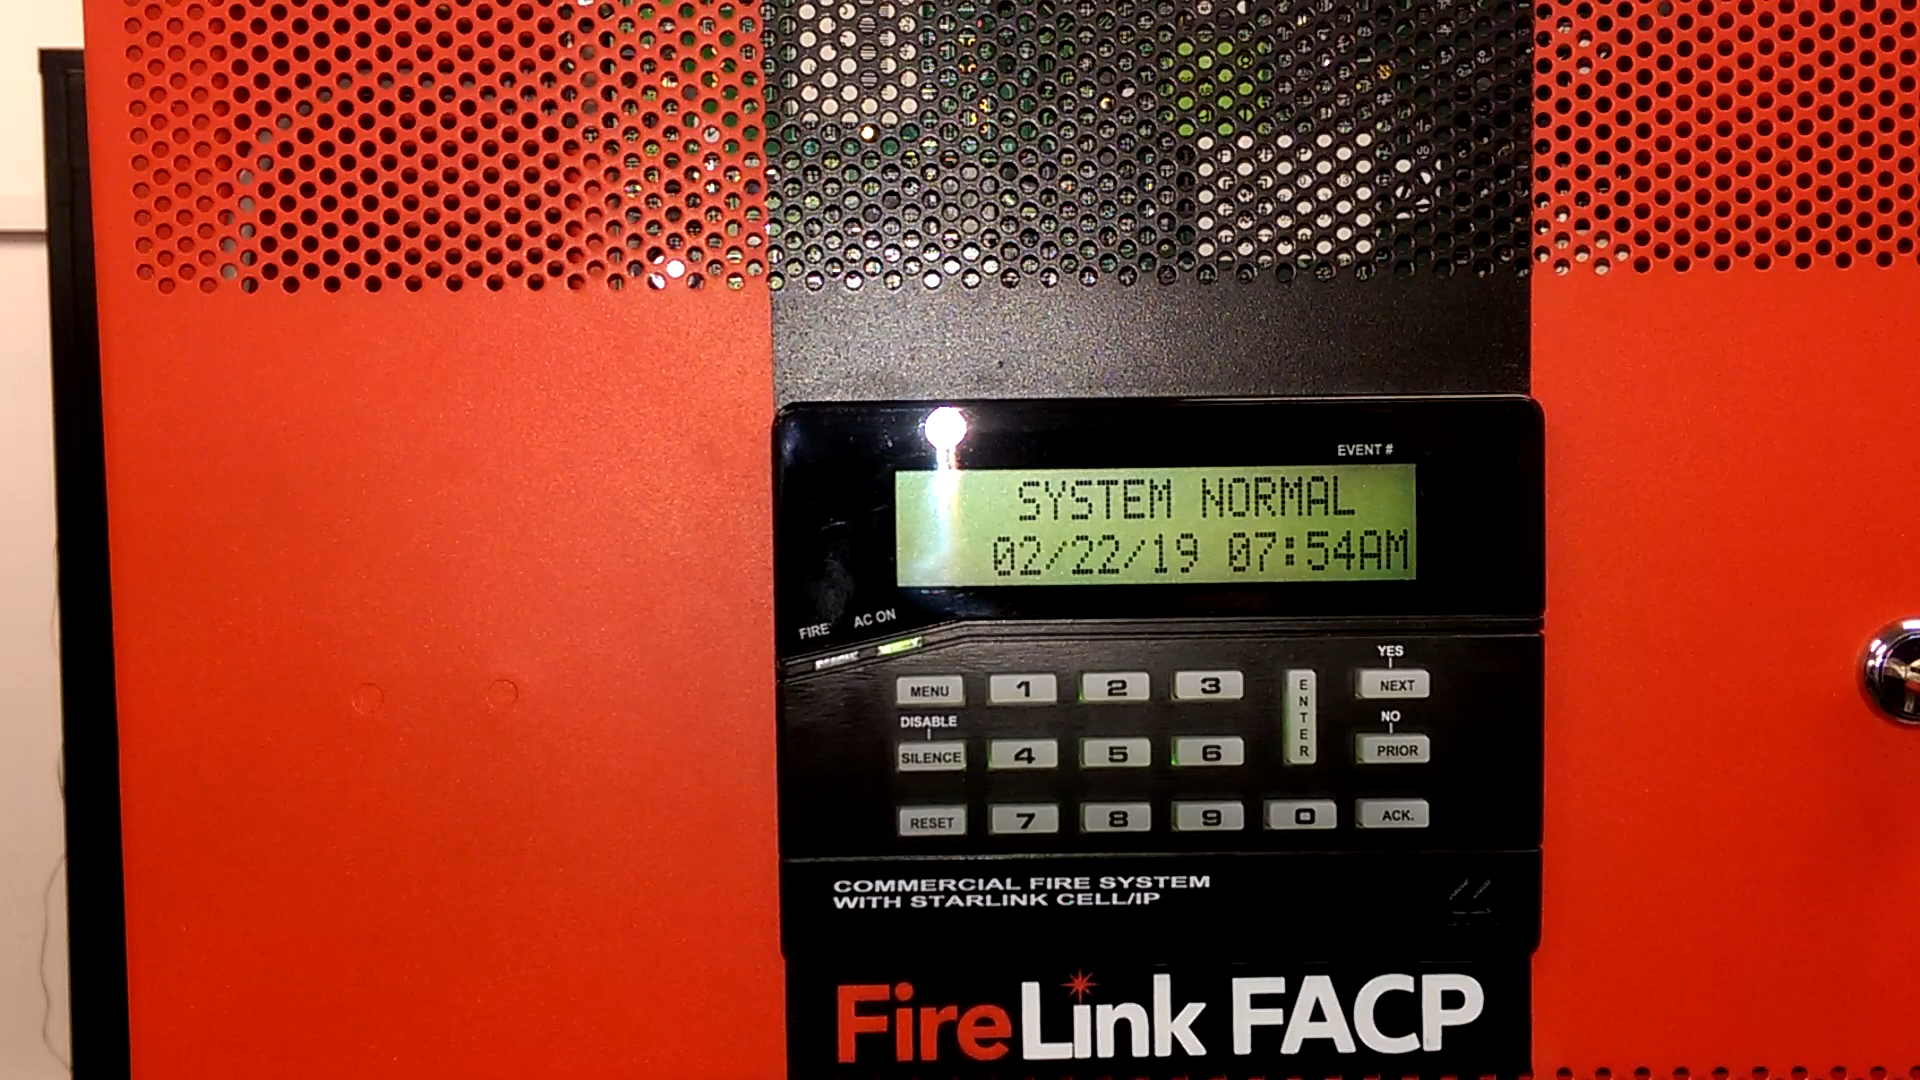 EVENT #
SYSTEM NORMAL
02/22/19 07:54AM
FIRE AC ON
YES
MENU 1 2 3 ENTER NEXT
DISABLE NO
SILENCE 4 5 6 PRIOR
RESET 7 8 9 0 ACK.
COMMERCIAL FIRE SYSTEM
WITH STARLINK CELL/IP
FireLink FACP